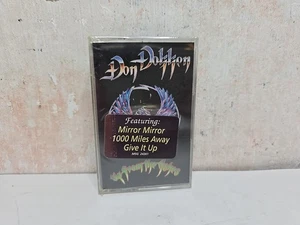 Don Dokken
Featuring:
Mirror Mirror
1000 Miles Away
Give It Up